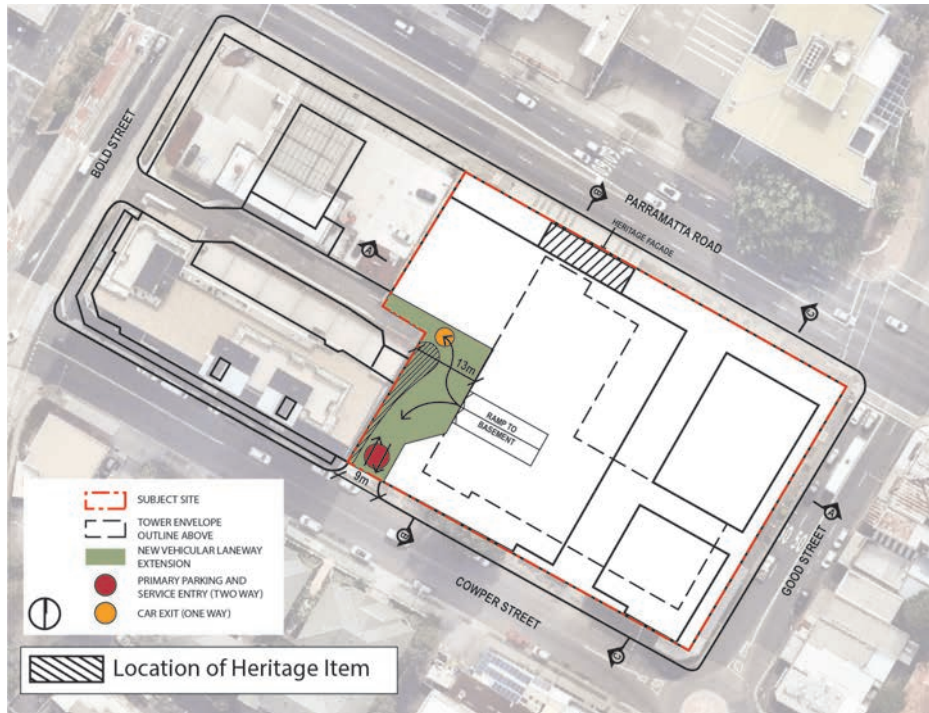 BOLD STREET
PARRAMATTA ROAD
HERITAGE FACADE
B
A
C
13m
RAMP TO
BASEMENT
9m
A
GOOD STREET
B
COWPER STREET
C
SUBJECT SITE
TOWER ENVELOPE
OUTLINE ABOVE
NEW VEHICULAR LANEWAY
EXTENSION
PRIMARY PARKING AND
SERVICE ENTRY (TWO WAY)
CAR EXIT (ONE WAY)
Location of Heritage Item